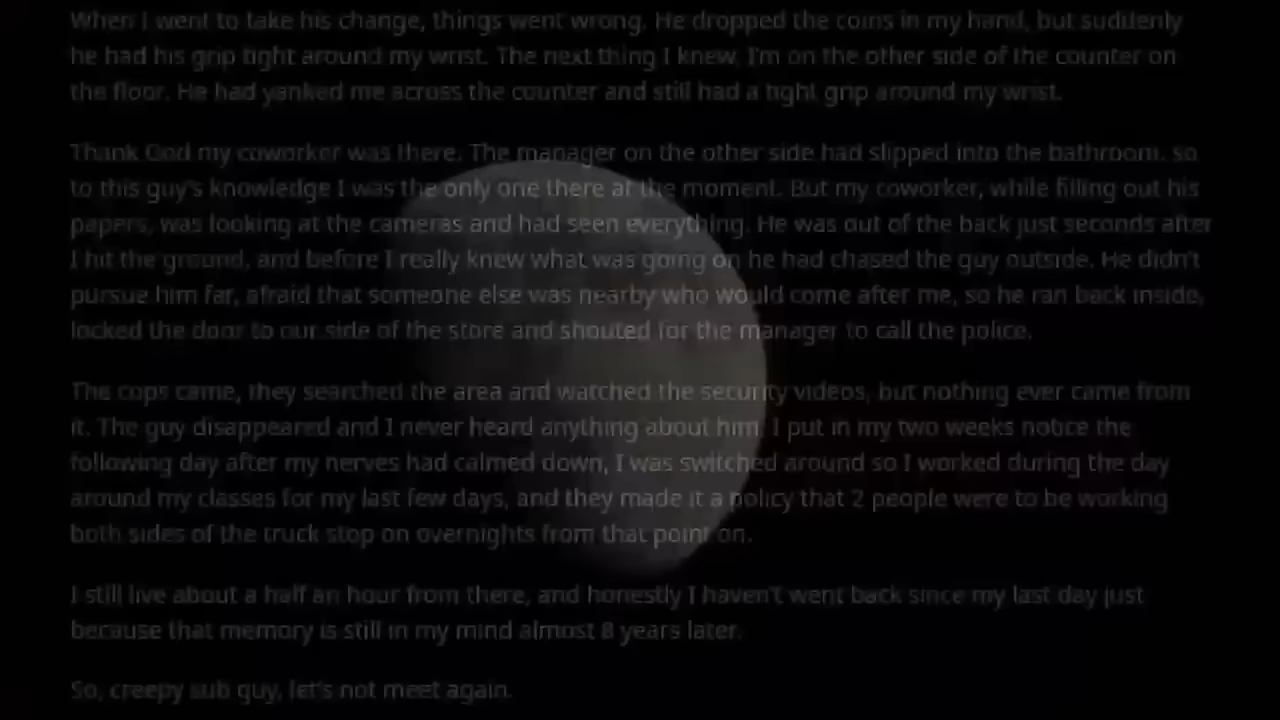 When I went to take his change, things went wrong. He dropped the coins in my hand, but suddenly
he had his grip tight around my wrist. The next thing I knew, I'm on the other side of the counter on
the floor. He had yanked me across the counter and still had a tight grip around my wrist.
Thank God my coworker was there. The manager on the other side had slipped into the bathroom, so
to this guy's knowledge I was the only one there at the moment. But my coworker, while filling out his
papers, was looking at the cameras and had seen everything. He was out of the back just seconds after
I hit the ground, and before I really knew what was going on he had chased the guy outside. He didn't
pursue him far, afraid that someone else was nearby who would come after me, so he ran back inside,
locked the door to our side of the store and shouted for the manager to call the police.
The cops came, they searched the area and watched the security videos, but nothing ever came from
it. The guy disappeared and I never heard anything about him. I put in my two weeks notice the
following day after my nerves had calmed down, I was switched around so I worked during the day
around my classes for my last few days, and they made it a policy that 2 people were to be working
both sides of the truck stop on overnights from that point on.
I still live about a half an hour from there, and honestly I haven't went back since my last day just
because that memory is still in my mind almost 8 years later.
So, creepy sub guy, let's not meet again.